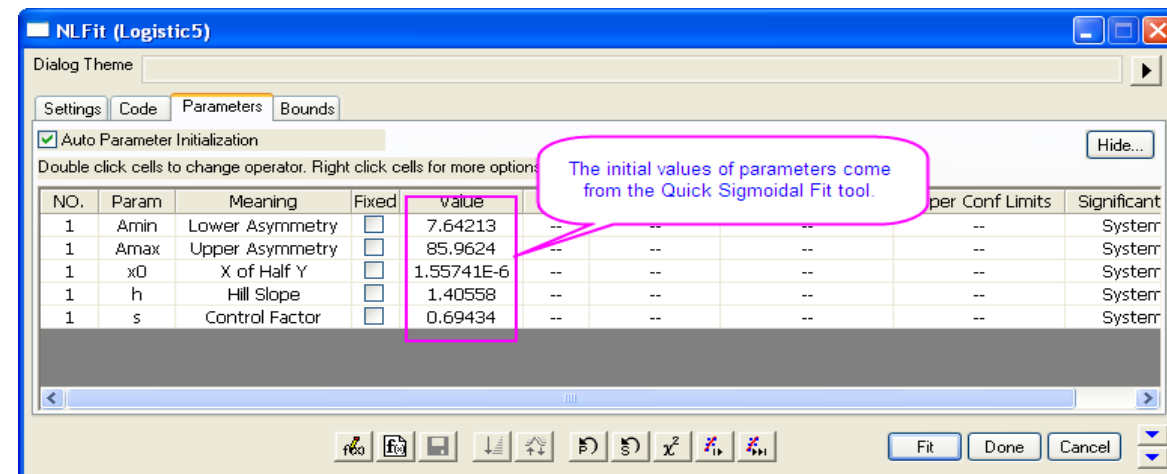 NLFit (Logistic5)
Dialog Theme
Settings Code Parameters Bounds
Auto Parameter Initialization
Hide...
Double click cells to change operator. Right click cells for more option
The initial values of parameters come
from the Quick Sigmoidal Fit tool.
NO. Param Meaning Fixed Value per Conf Limits Significant
1 Amin Lower Asymmetry 7.64213 -- -- -- -- System
1 Amax Upper Asymmetry 85.9624 -- -- -- -- System
1 x0 X of Half Y 1.55741E-6 -- -- -- -- System
1 h Hill Slope 1.40558 -- -- -- -- System
1 s Control Factor 0.69434 -- -- -- -- System
Fit Done Cancel